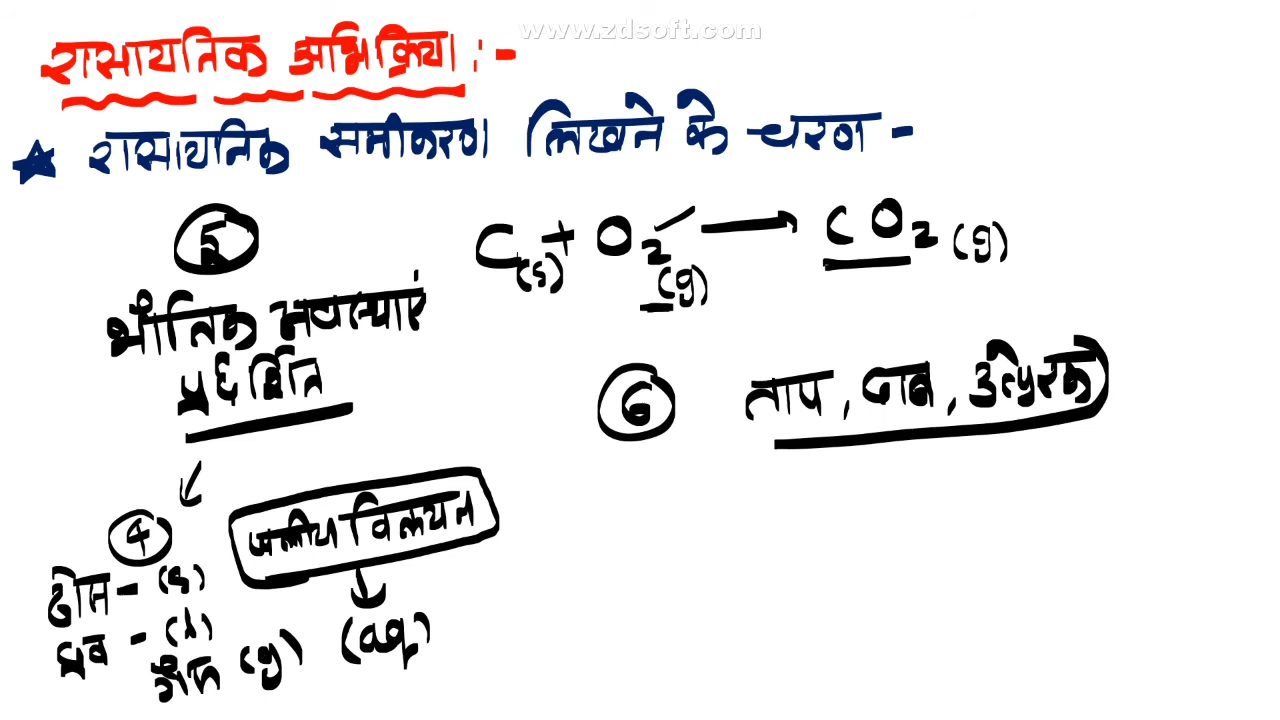 www.zdsoft.com
रासायनिक अभिक्रिया :-
★ रासायनिक समीकरण लिखने के चरण -
5
भौतिक अवस्थाएं
प्रदर्शित
C(s) + O₂(g) → CO₂(g)
6 ताप, दाब, उत्प्रेरक
4
ठोस - (s)
द्रव - (l)
गैस (g)
जलीय विलयन
(aq)